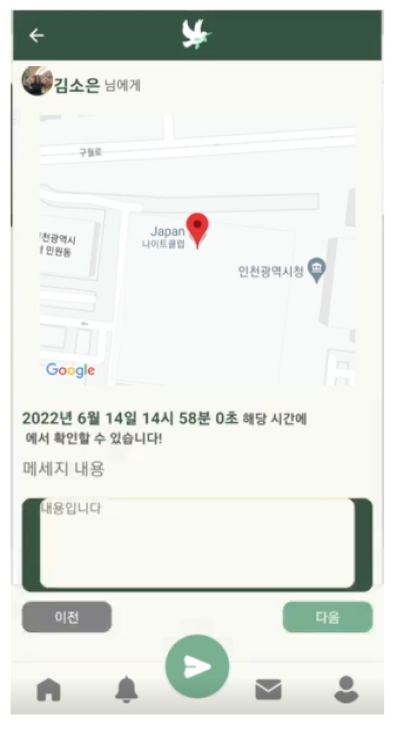 김소은 님에게
구월로
Japan
나이트클럽
천광역시
민원동
인천광역시청
Google
2022년 6월 14일 14시 58분 0초 해당 시간에
에서 확인할 수 있습니다!
메세지 내용
내용입니다
이전
다음